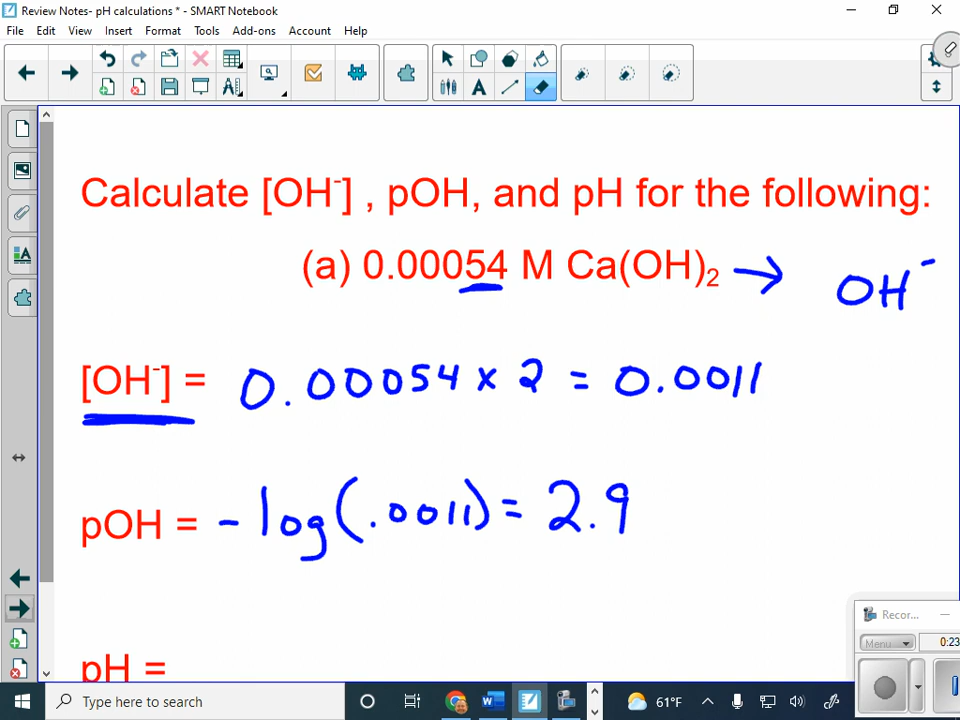 Review Notes- pH calculations * - SMART Notebook
File Edit View Insert Format Tools Add-ons Account Help
Calculate [OH⁻] , pOH, and pH for the following:
(a) 0.00054 M Ca(OH)₂ → OH⁻
[OH⁻] = 0.00054 x 2 = 0.0011
pOH = -log(.0011) = 2.9
pH =
Recor...
Menu
0:23
Type here to search
61°F